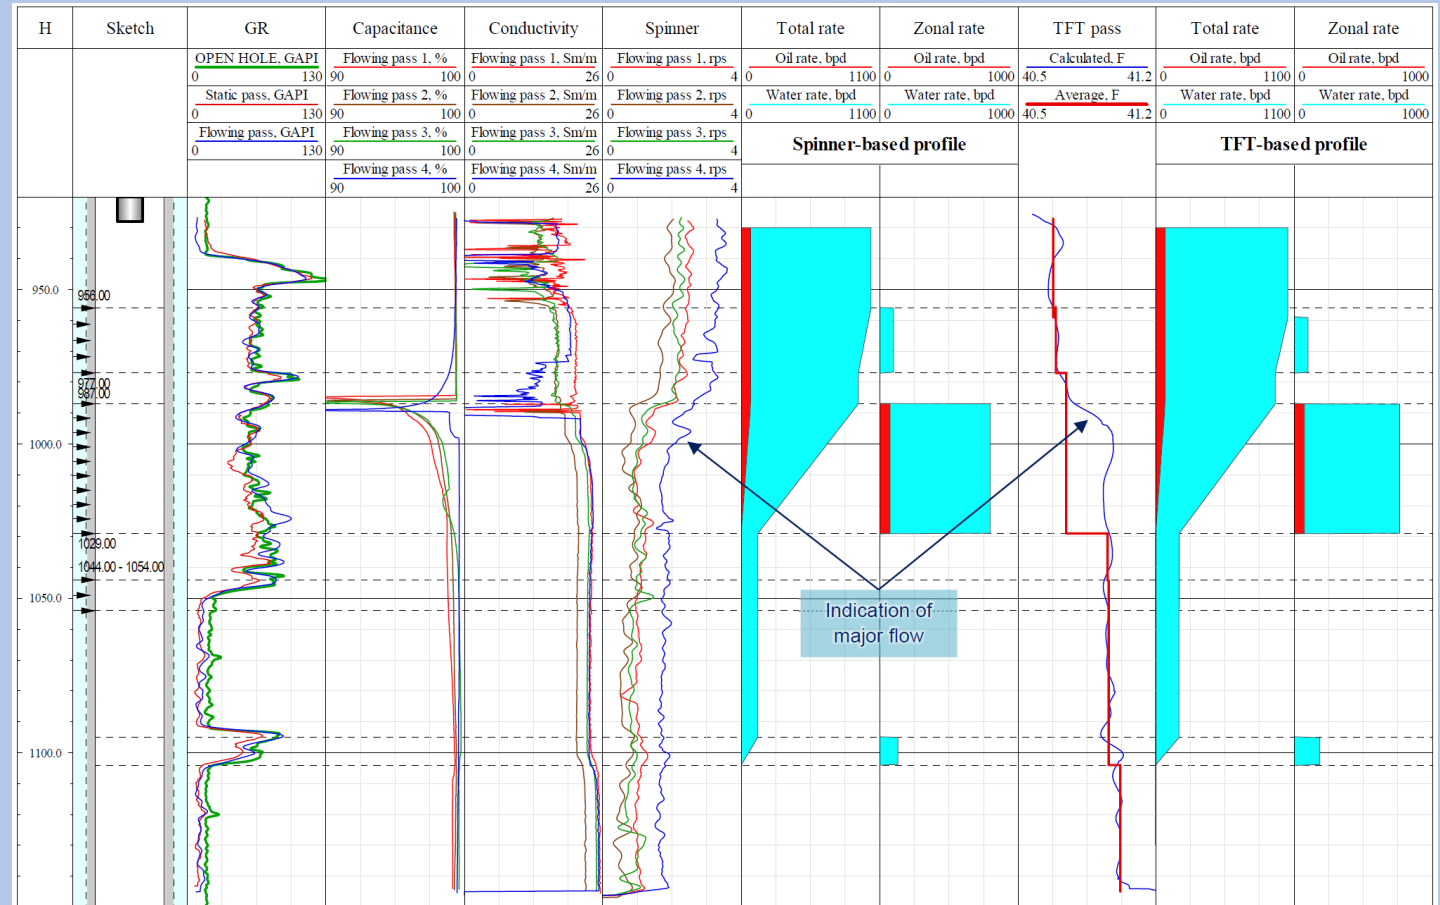 H Sketch GR Capacitance Conductivity Spinner Total rate Zonal rate TFT pass Total rate Zonal rate
OPEN HOLE, GAPI Flowing pass 1, % Flowing pass 1, Sm/m Flowing pass 1, rps Oil rate, bpd Oil rate, bpd Calculated, F Oil rate, bpd Oil rate, bpd
0 130 90 100 0 26 0 4 0 1100 0 1000 40.5 41.2 0 1100 0 1000
Static pass, GAPI Flowing pass 2, % Flowing pass 2, Sm/m Flowing pass 2, rps Water rate, bpd Water rate, bpd Average, F Water rate, bpd Water rate, bpd
0 130 90 100 0 26 0 4 0 1100 0 1000 40.5 41.2 0 1100 0 1000
Flowing pass, GAPI Flowing pass 3, % Flowing pass 3, Sm/m Flowing pass 3, rps
0 130 90 100 0 26 0 4
Spinner-based profile TFT-based profile
Flowing pass 4, % Flowing pass 4, Sm/m Flowing pass 4, rps
90 100 0 26 0 4
950.0
956.00
977.00
987.00
1000.0
1029.00
1044.00 - 1054.00
1050.0
Indication of
major flow
1100.0